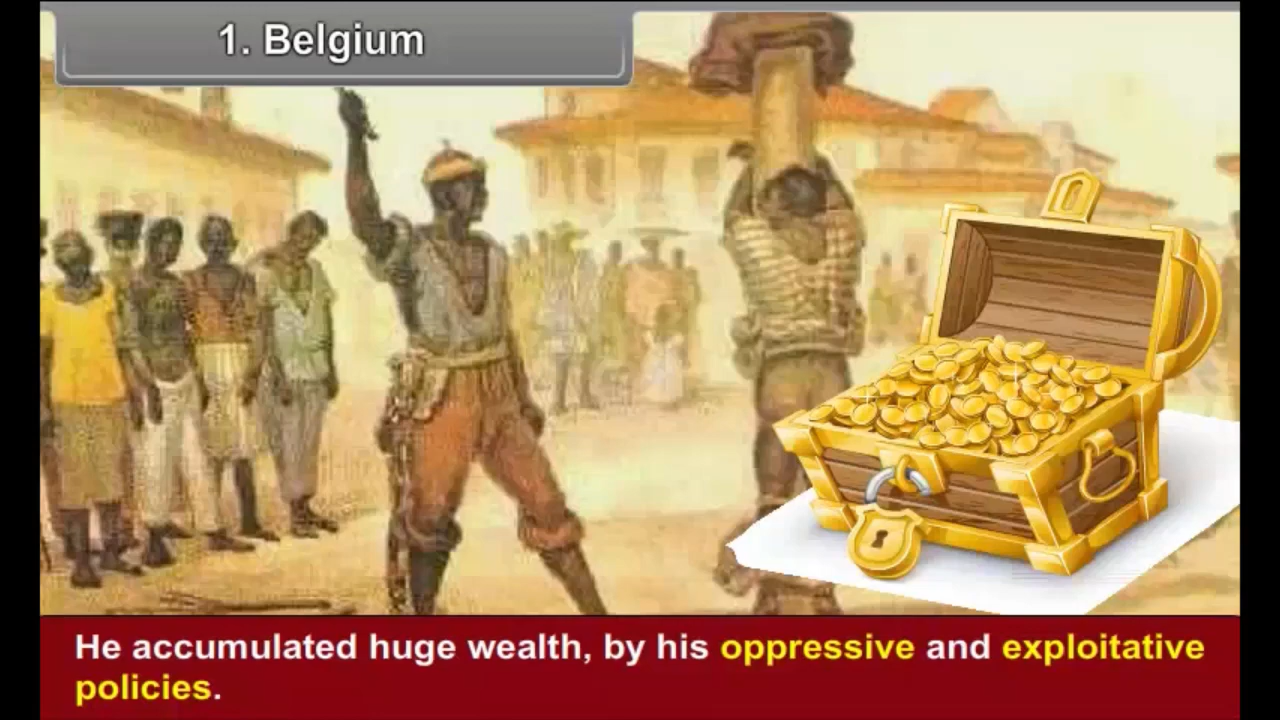 1. Belgium
He accumulated huge wealth, by his oppressive and exploitative
policies.